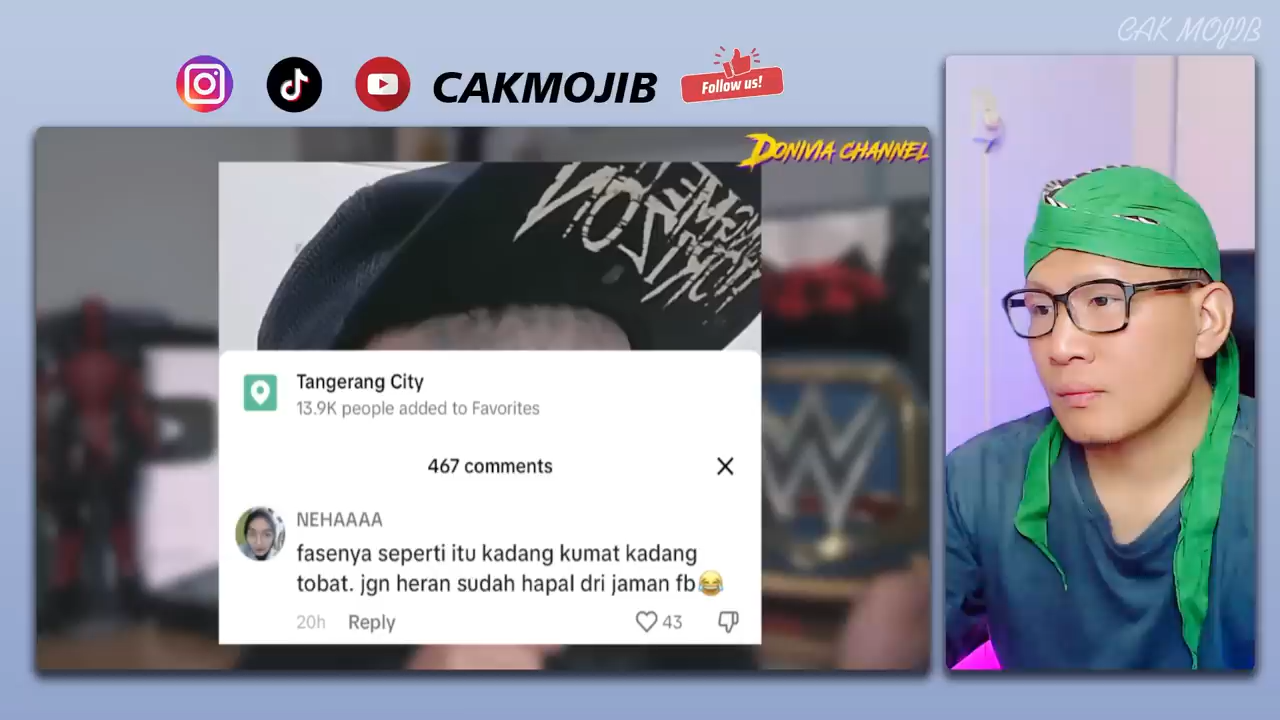 CAK MOJIB
CAKMOJIB
Follow us!
DONIVIA CHANNEL
Tangerang City
13.9K people added to Favorites
467 comments
NEHAAAA
fasenya seperti itu kadang kumat kadang
tobat. jgn heran sudah hapal dri jaman fb😂
20h Reply 43